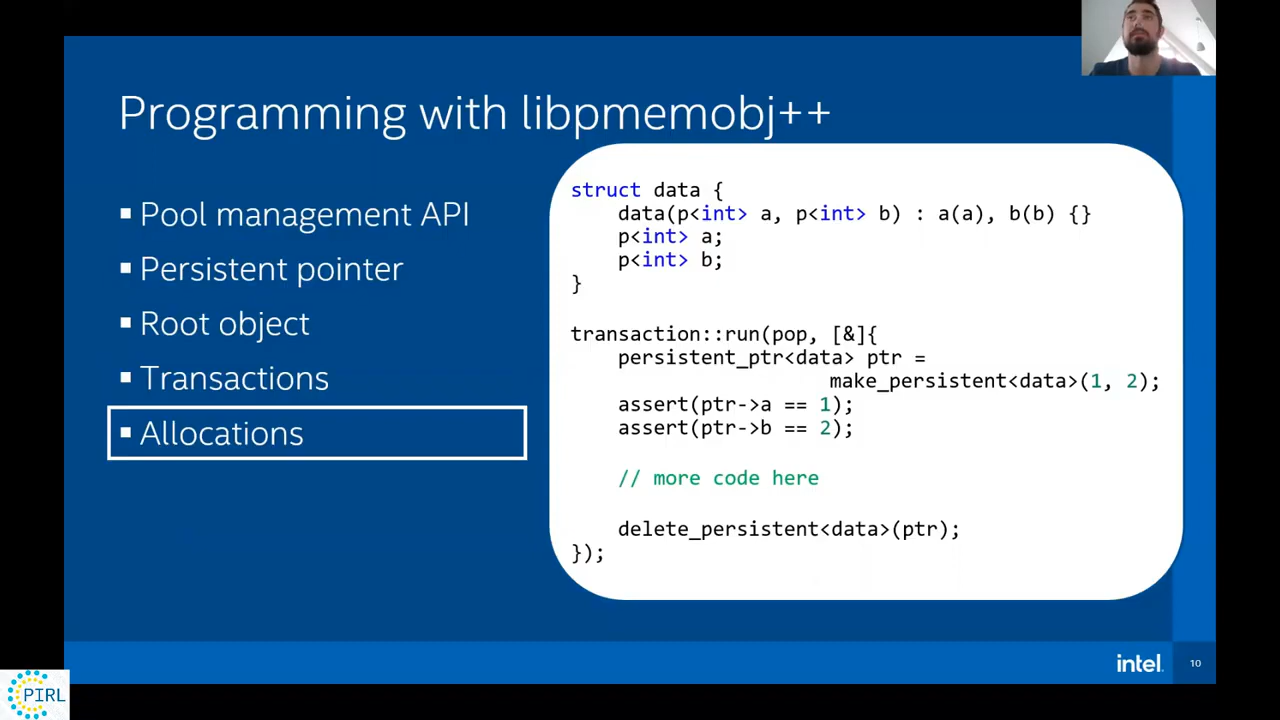 Programming with libpmemobj++
▪ Pool management API
▪ Persistent pointer
▪ Root object
▪ Transactions
▪ Allocations
struct data {
    data(p<int> a, p<int> b) : a(a), b(b) {}
    p<int> a;
    p<int> b;
}
transaction::run(pop, [&]{
    persistent_ptr<data> ptr =
                      make_persistent<data>(1, 2);
    assert(ptr->a == 1);
    assert(ptr->b == 2);
    // more code here
    delete_persistent<data>(ptr);
});
intel.
10
PIRL